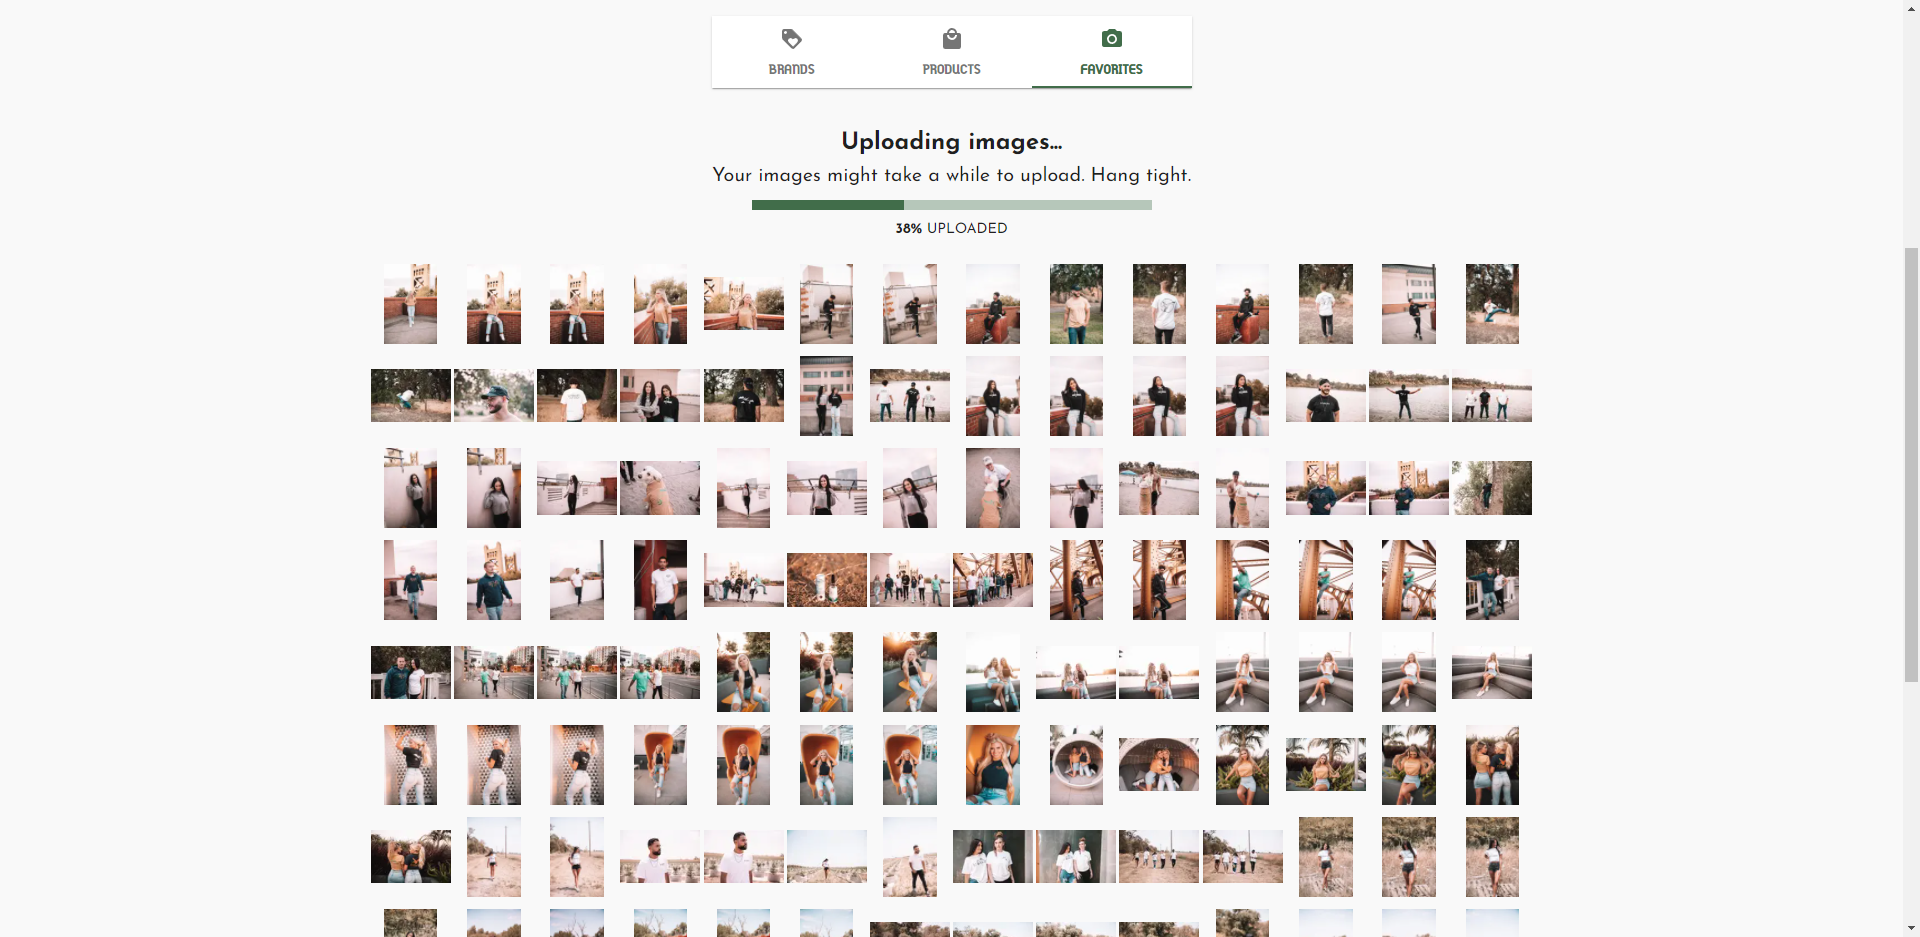 BRANDS
PRODUCTS
FAVORITES
Uploading images...
Your images might take a while to upload. Hang tight.
38% UPLOADED